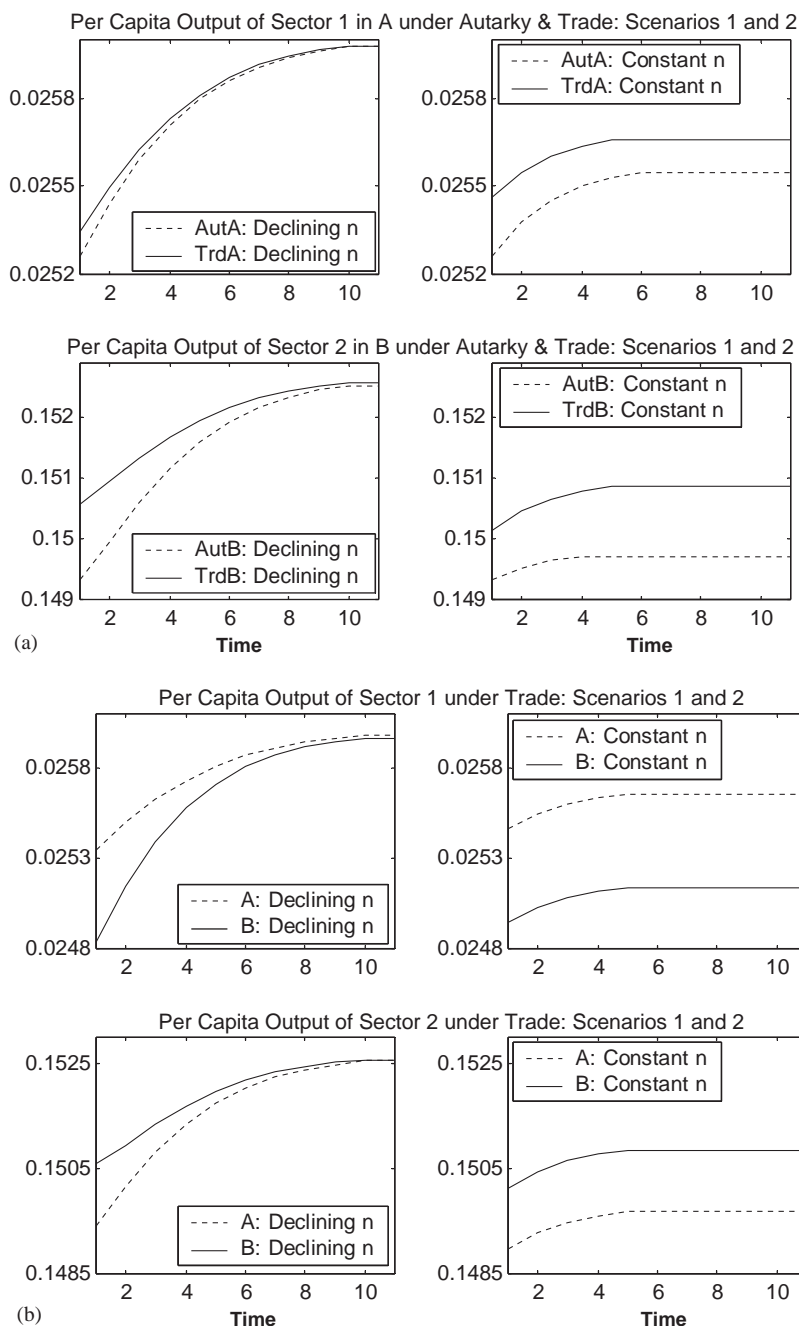 Per Capita Output of Sector 1 in A under Autarky & Trade: Scenarios 1 and 2
0.0258
0.0255
0.0252
AutA: Declining n
TrdA: Declining n
2 4 6 8 10
AutA: Constant n
TrdA: Constant n
0.0258
0.0255
0.0252
2 4 6 8 10
Per Capita Output of Sector 2 in B under Autarky & Trade: Scenarios 1 and 2
0.152
0.151
0.15
0.149
AutB: Declining n
TrdB: Declining n
2 4 6 8 10
Time
AutB: Constant n
TrdB: Constant n
0.152
0.151
0.15
0.149
2 4 6 8 10
Time
(a)
Per Capita Output of Sector 1 under Trade: Scenarios 1 and 2
0.0258
0.0253
0.0248
A: Declining n
B: Declining n
2 4 6 8 10
A: Constant n
B: Constant n
0.0258
0.0253
0.0248
2 4 6 8 10
Per Capita Output of Sector 2 under Trade: Scenarios 1 and 2
0.1525
0.1505
0.1485
A: Declining n
B: Declining n
2 4 6 8 10
Time
A: Constant n
B: Constant n
0.1525
0.1505
0.1485
2 4 6 8 10
Time
(b)